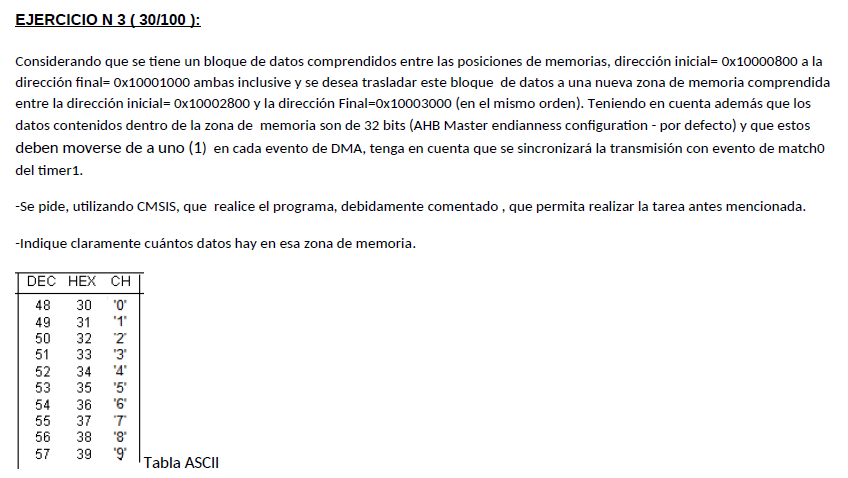 EJERCICIO N 3 ( 30/100 ):
Considerando que se tiene un bloque de datos comprendidos entre las posiciones de memorias, dirección inicial= 0x10000800 a la
dirección final= 0x10001000 ambas inclusive y se desea trasladar este bloque de datos a una nueva zona de memoria comprendida
entre la dirección inicial= 0x10002800 y la dirección Final=0x10003000 (en el mismo orden). Teniendo en cuenta además que los
datos contenidos dentro de la zona de memoria son de 32 bits (AHB Master endianness configuration - por defecto) y que estos
deben moverse de a uno (1) en cada evento de DMA, tenga en cuenta que se sincronizará la transmisión con evento de match0
del timer1.
-Se pide, utilizando CMSIS, que realice el programa, debidamente comentado , que permita realizar la tarea antes mencionada.
-Indique claramente cuántos datos hay en esa zona de memoria.
DEC HEX CH
48 30 '0'
49 31 '1'
50 32 '2'
51 33 '3'
52 34 '4'
53 35 '5'
54 36 '6'
55 37 '7'
56 38 '8'
57 39 '9'
Tabla ASCII